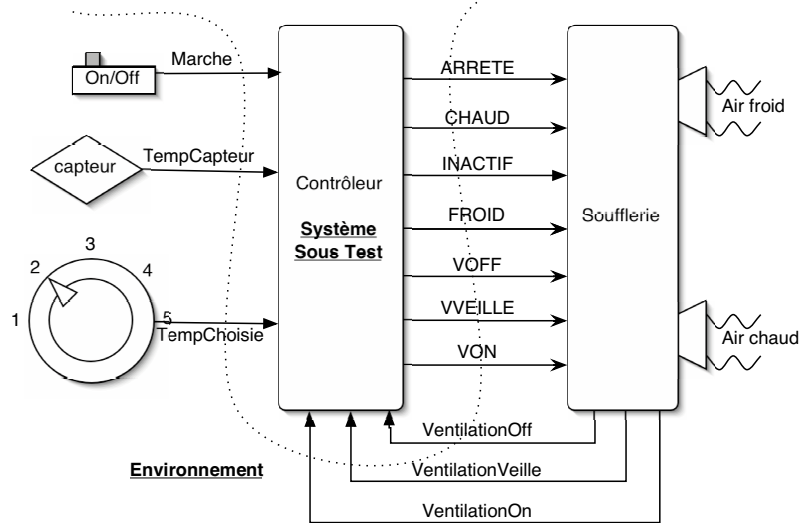 Marche
On/Off
TempCapteur
capteur
1
2
3
4
5
TempChoisie
Contrôleur
Système
Sous Test
ARRETE
CHAUD
INACTIF
FROID
VOFF
VVEILLE
VON
Soufflerie
Air froid
Air chaud
VentilationOff
VentilationVeille
VentilationOn
Environnement